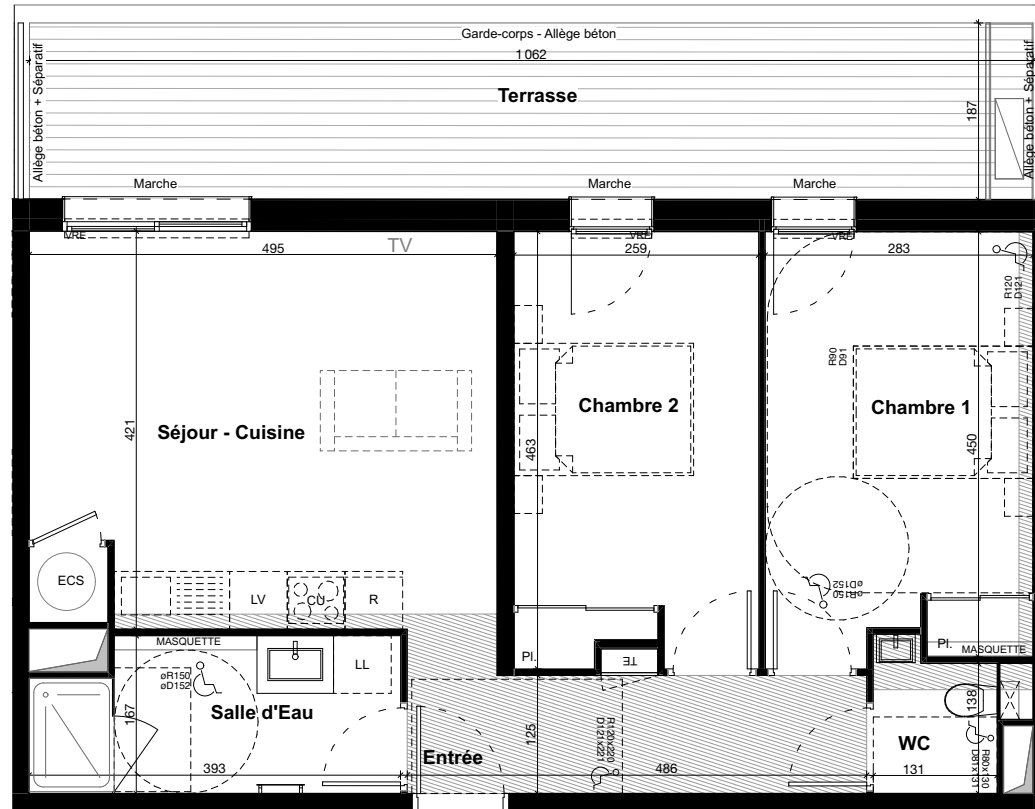 Garde-corps - Allège béton
1 062
Terrasse
187
Allège béton + Séparatif
Allège béton + Séparatif
Marche
Marche
Marche
VRE
VRE
VRE
495
TV
259
283
R120
D121
R90
D91
Chambre 2
Chambre 1
421
Séjour - Cuisine
463
450
ECS
LV
CU
R
øR150
øD152
MASQUETTE
Pl.
TE
Pl.
MASQUETTE
LL
øR150
øD152
Salle d'Eau
167
125
R120x220
D121x221
138
Entrée
WC
R80x130
D81x131
393
486
131